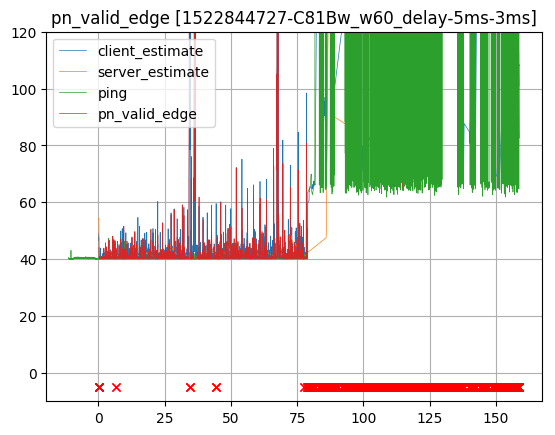 pn_valid_edge [1522844727-C81Bw_w60_delay-5ms-3ms]
120
100
80
60
40
20
0
client_estimate
server_estimate
ping
pn_valid_edge
0 25 50 75 100 125 150